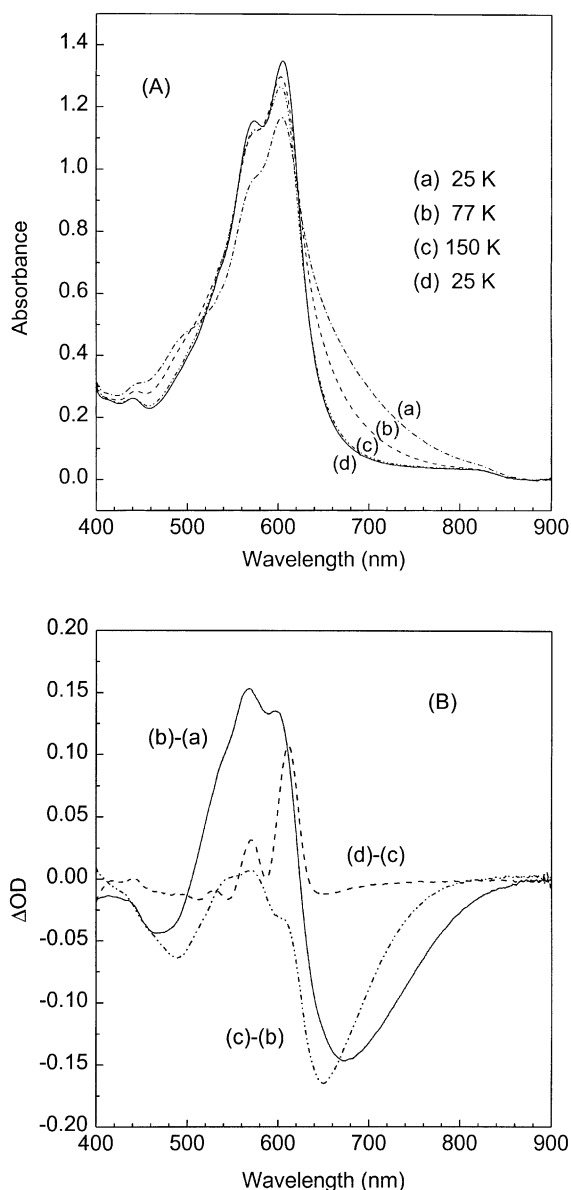 1.4
1.2
1.0
0.8
0.6
0.4
0.2
0.0
Absorbance
(A)
(a) 25 K
(b) 77 K
(c) 150 K
(d) 25 K
(a)
(b)
(c)
(d)
400 500 600 700 800 900
Wavelength (nm)
0.20
0.15
0.10
0.05
0.00
-0.05
-0.10
-0.15
-0.20
ΔOD
(B)
(b)-(a)
(d)-(c)
(c)-(b)
400 500 600 700 800 900
Wavelength (nm)